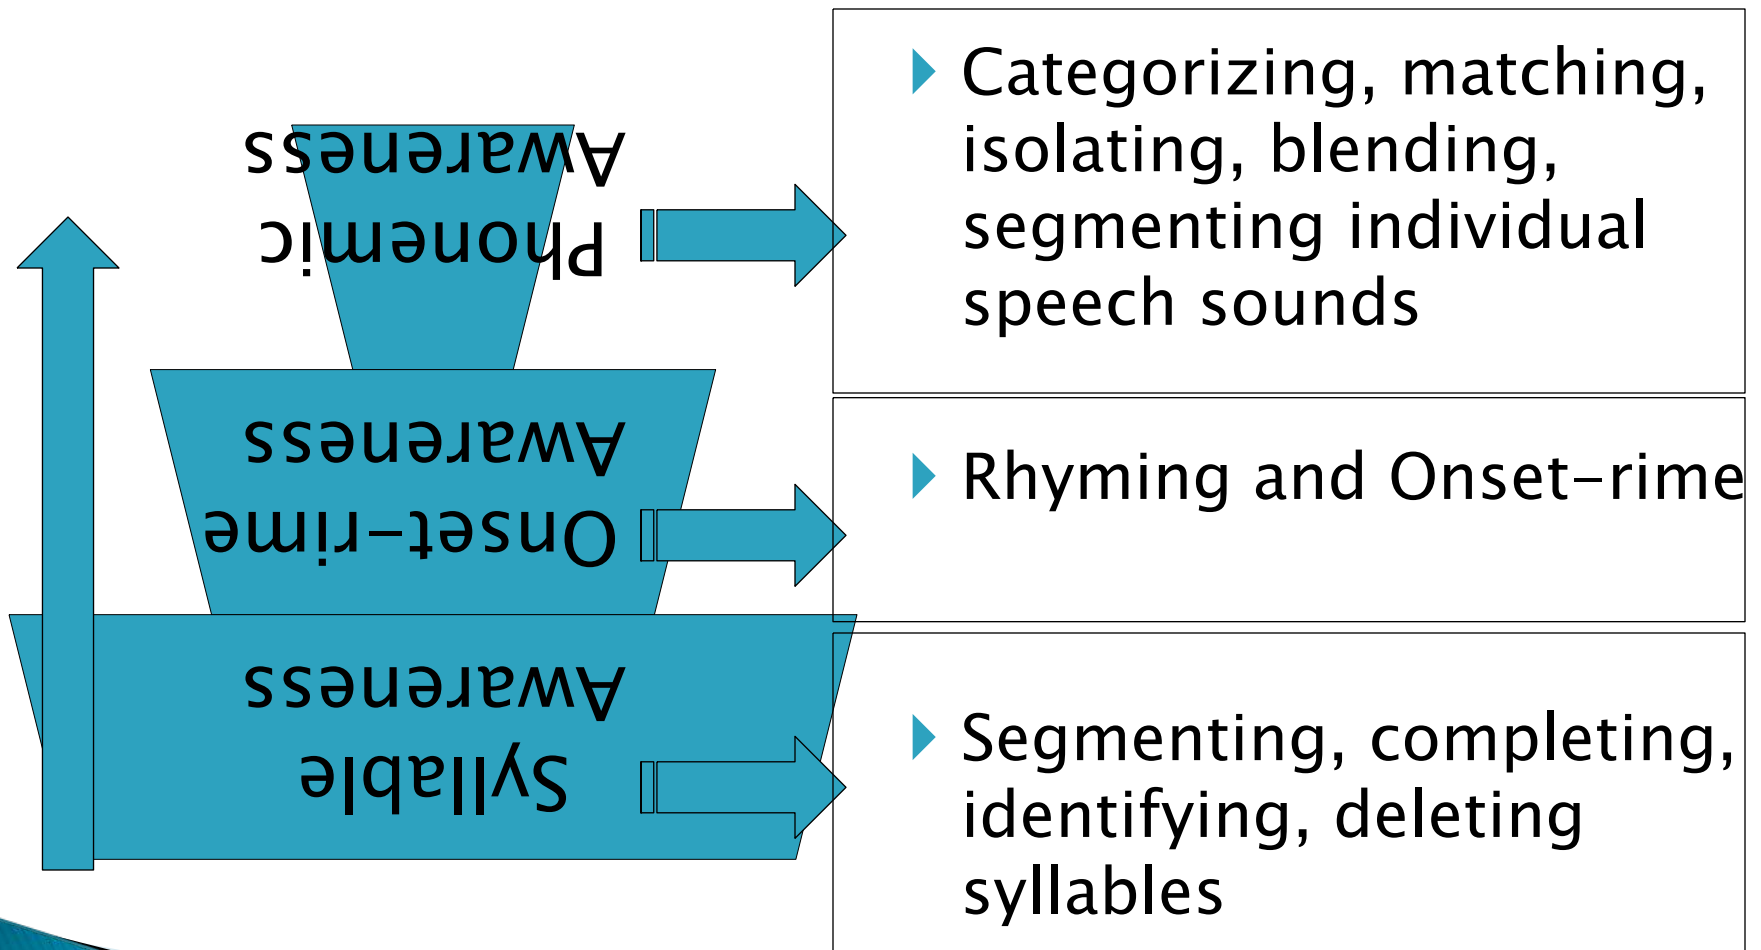 Phonemic
Awareness
Categorizing, matching,
isolating, blending,
segmenting individual
speech sounds
Onset-rime
Awareness
Rhyming and Onset-rime
Syllable
Awareness
Segmenting, completing,
identifying, deleting
syllables